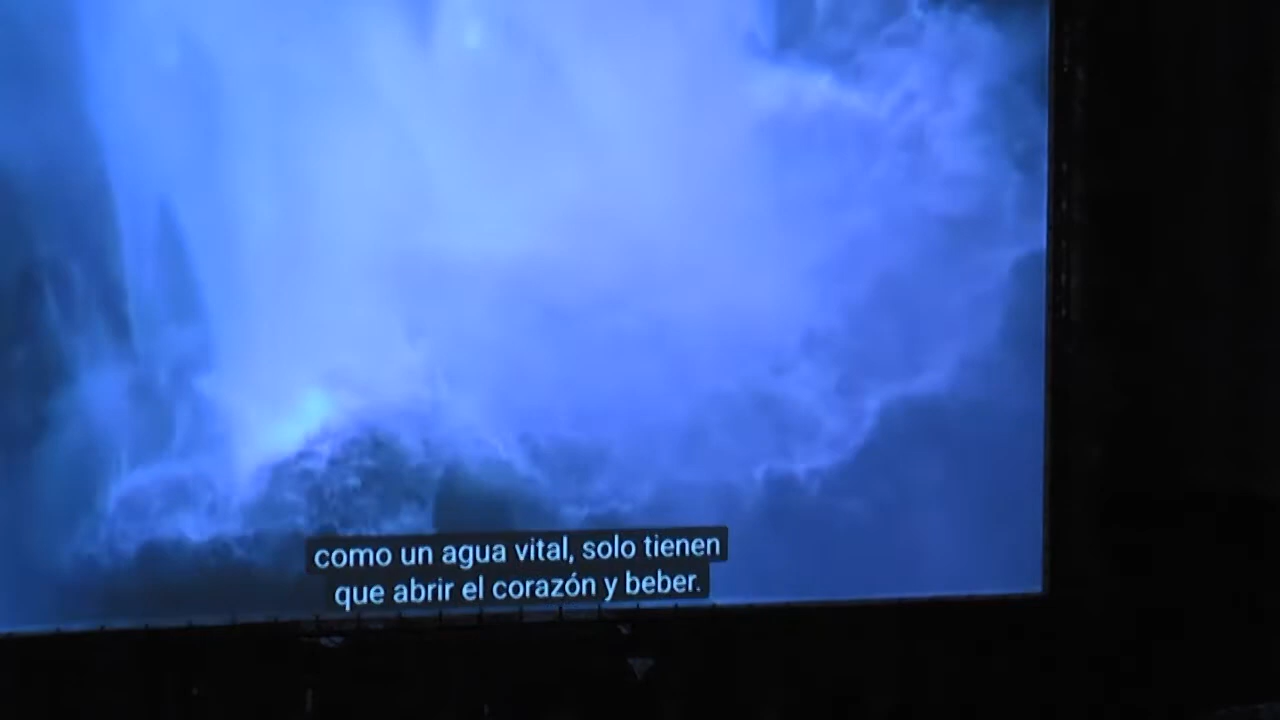 como un agua vital, solo tienen
que abrir el corazón y beber.